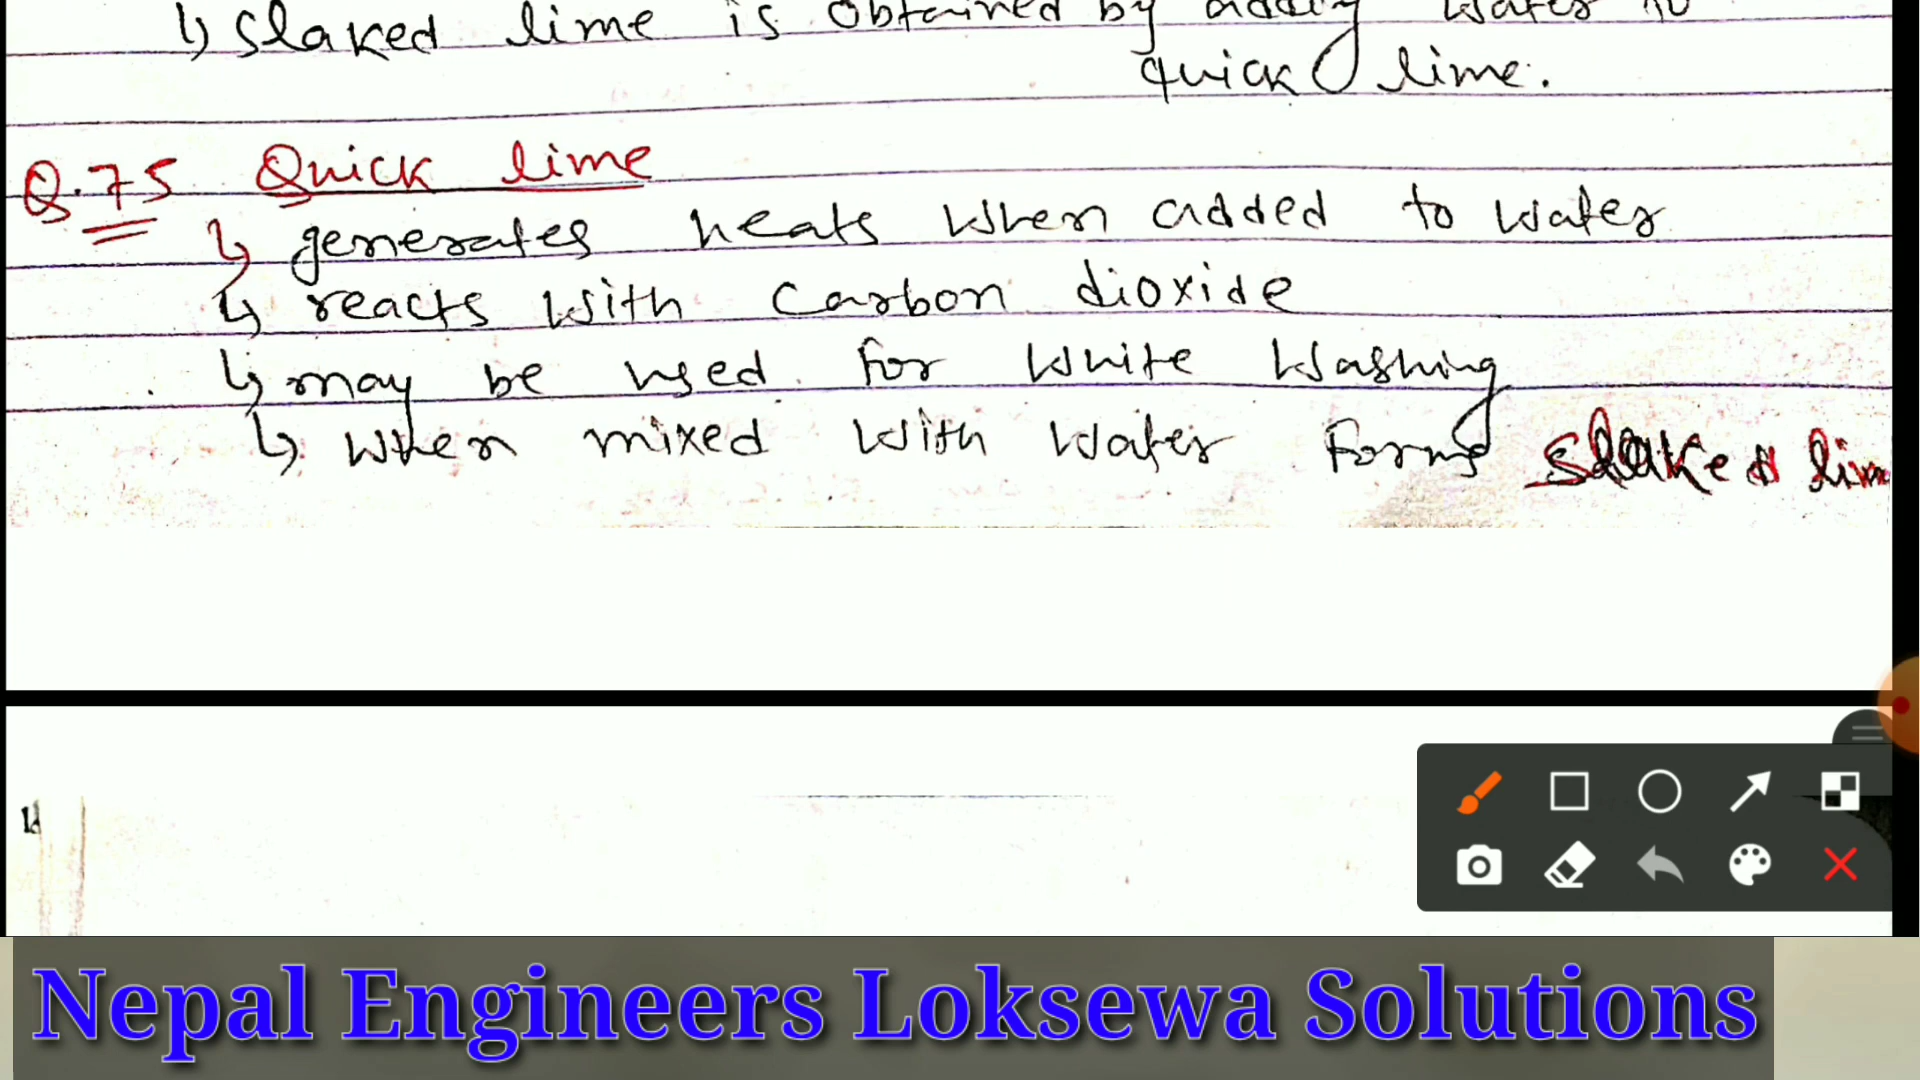 ↳ Slaked lime is obtained by adding water to
quick lime.
Q.75 Quick lime
↳ generates heats when added to water
↳ reacts with Carbon dioxide
↳ may be used for white washing
↳ when mixed with water forms slaked lime
Nepal Engineers Loksewa Solutions